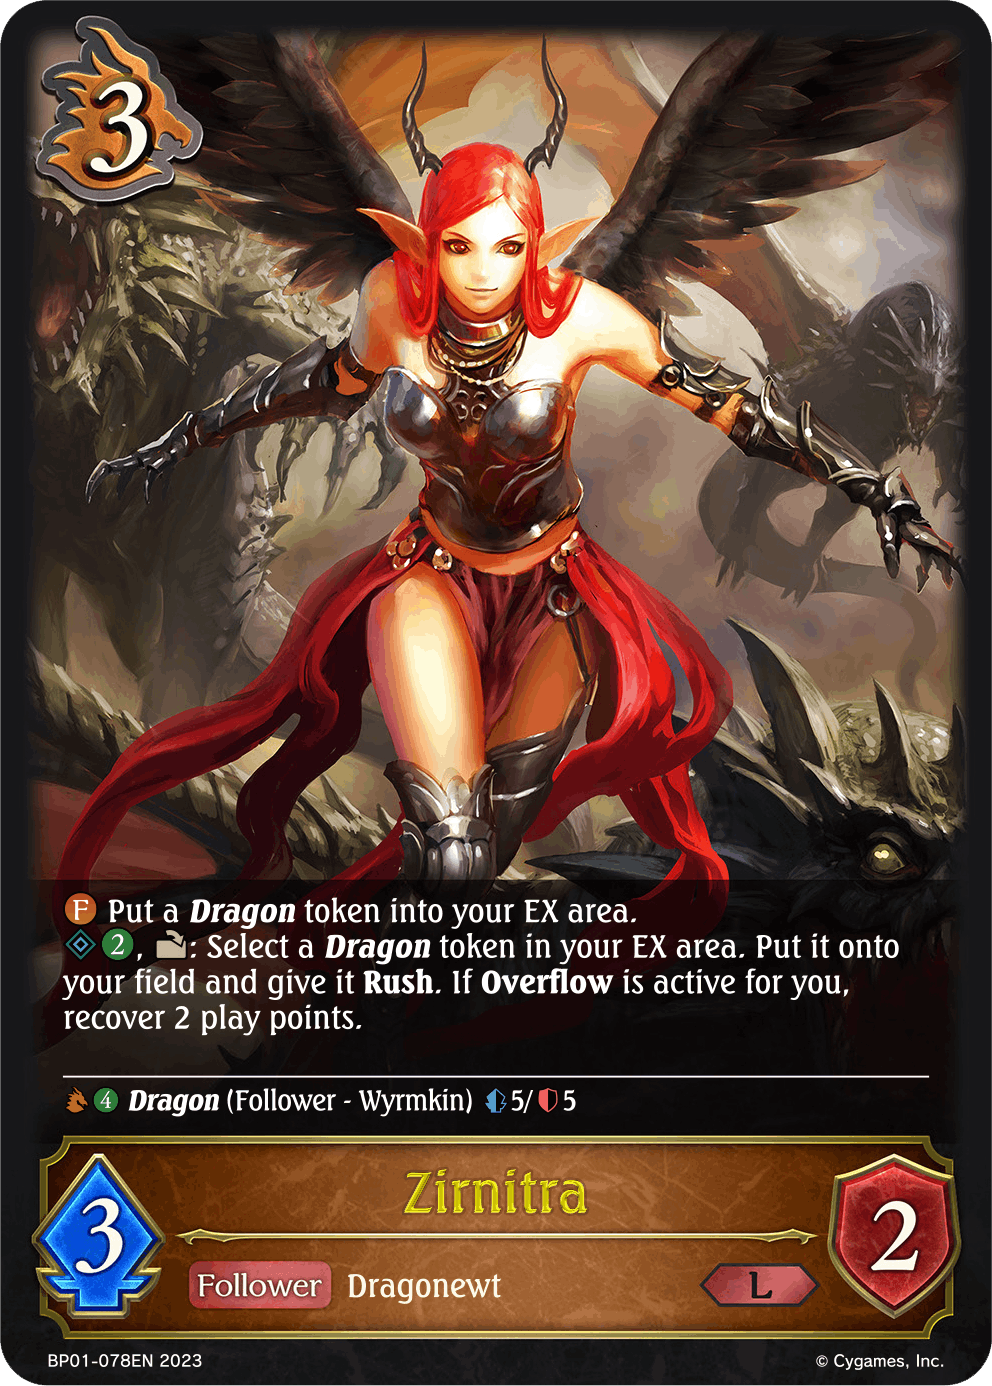 3
F Put a Dragon token into your EX area.
2, : Select a Dragon token in your EX area. Put it onto
your field and give it Rush. If Overflow is active for you,
recover 2 play points.
4 Dragon (Follower - Wyrmkin) 5/ 5
Zirnitra
3
2
Follower Dragonewt L
BP01-078EN 2023 © Cygames, Inc.